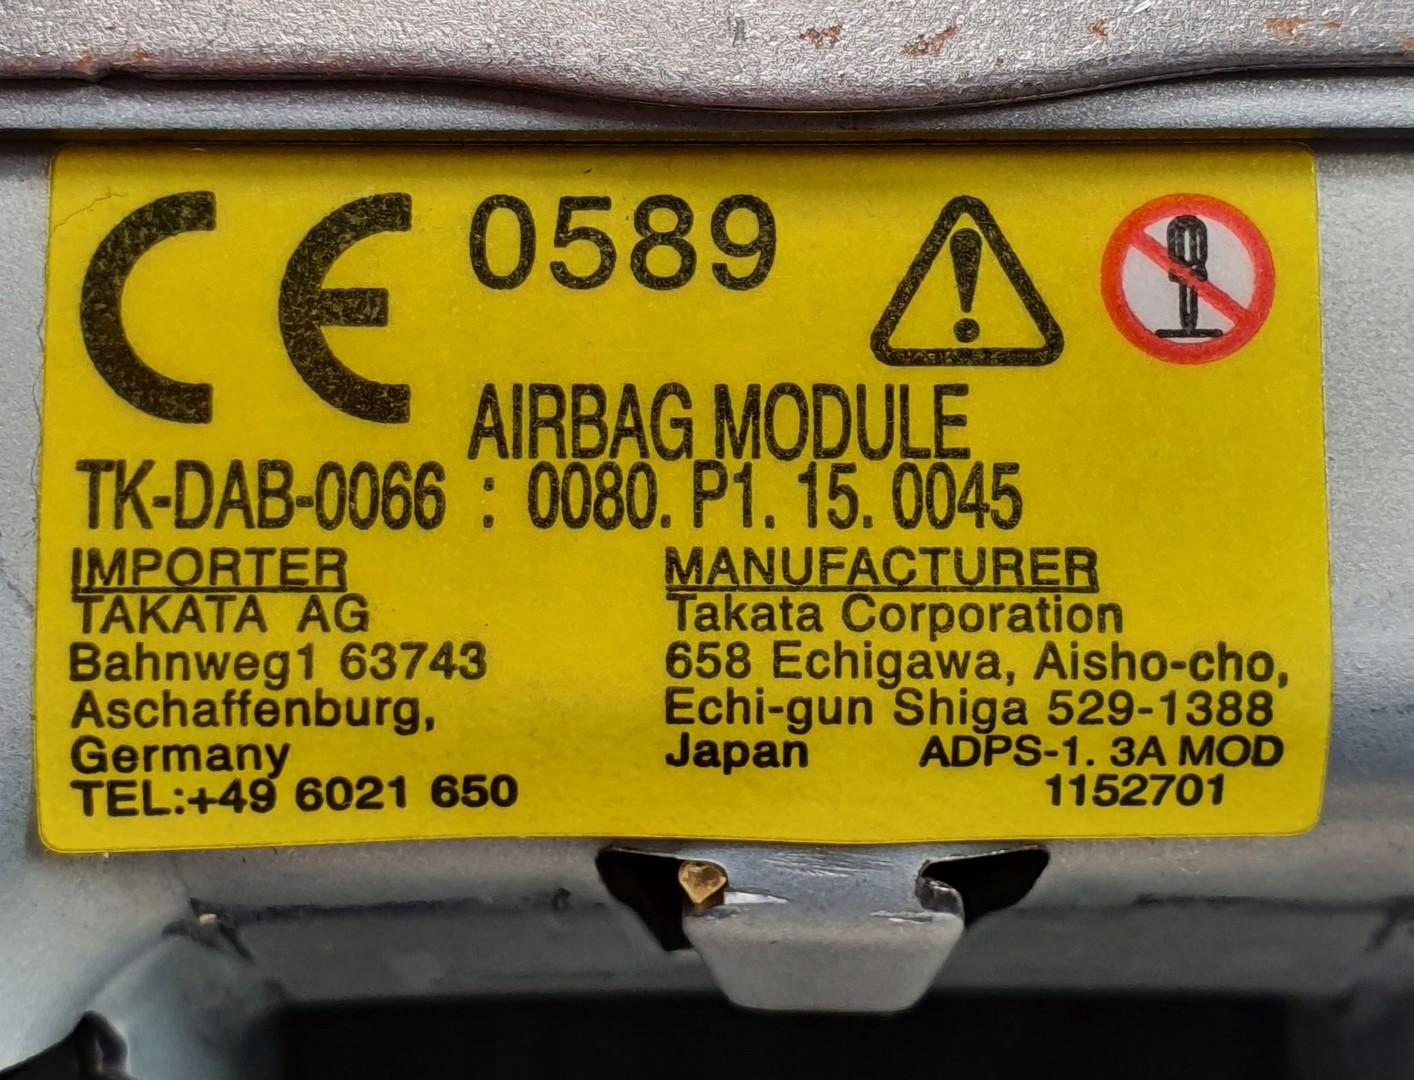 CE 0589
AIRBAG MODULE
TK-DAB-0066 : 0080. P1. 15. 0045
IMPORTER
TAKATA AG
Bahnweg1 63743
Aschaffenburg,
Germany
TEL:+49 6021 650
MANUFACTURER
Takata Corporation
658 Echigawa, Aisho-cho,
Echi-gun Shiga 529-1388
Japan ADPS-1. 3A MOD
1152701